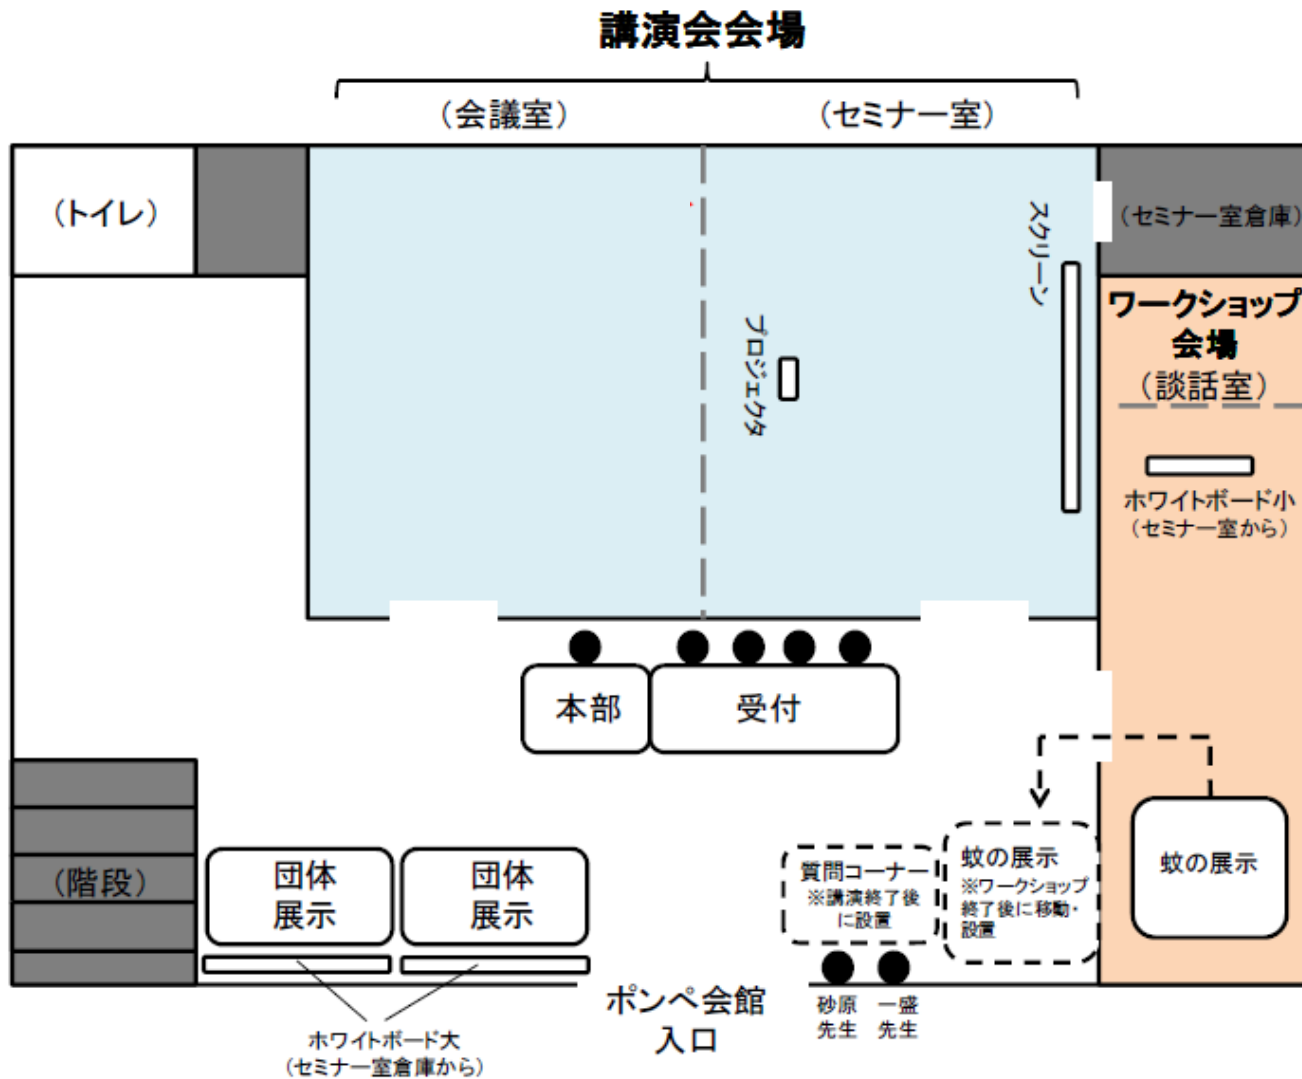 講演会会場
（会議室）
（セミナー室）
（トイレ）
スクリーン
（セミナー室倉庫）
プロジェクタ
ワークショップ
会場
（談話室）
ホワイトボード小
（セミナー室から）
本部
受付
（階段）
団体
展示
団体
展示
質問コーナー
※講演終了後
に設置
蚊の展示
※ワークショップ
終了後に移動・
設置
蚊の展示
ポンペ会館
入口
砂原
先生
一盛
先生
ホワイトボード大
（セミナー室倉庫から）